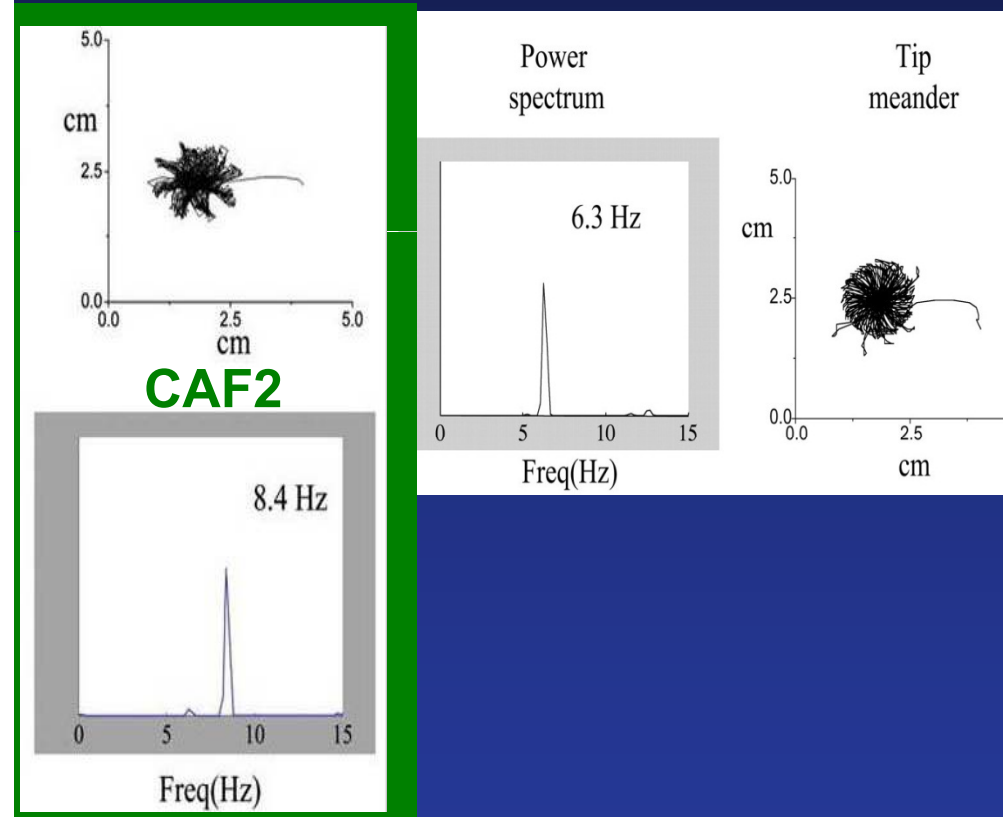 5.0
cm
2.5
0.0
0.0 2.5 5.0
cm
CAF2
8.4 Hz
0 5 10 15
Freq(Hz)
Power
spectrum
6.3 Hz
0 5 10 15
Freq(Hz)
Tip
meander
5.0
cm
2.5
0.0
0.0 2.5
cm